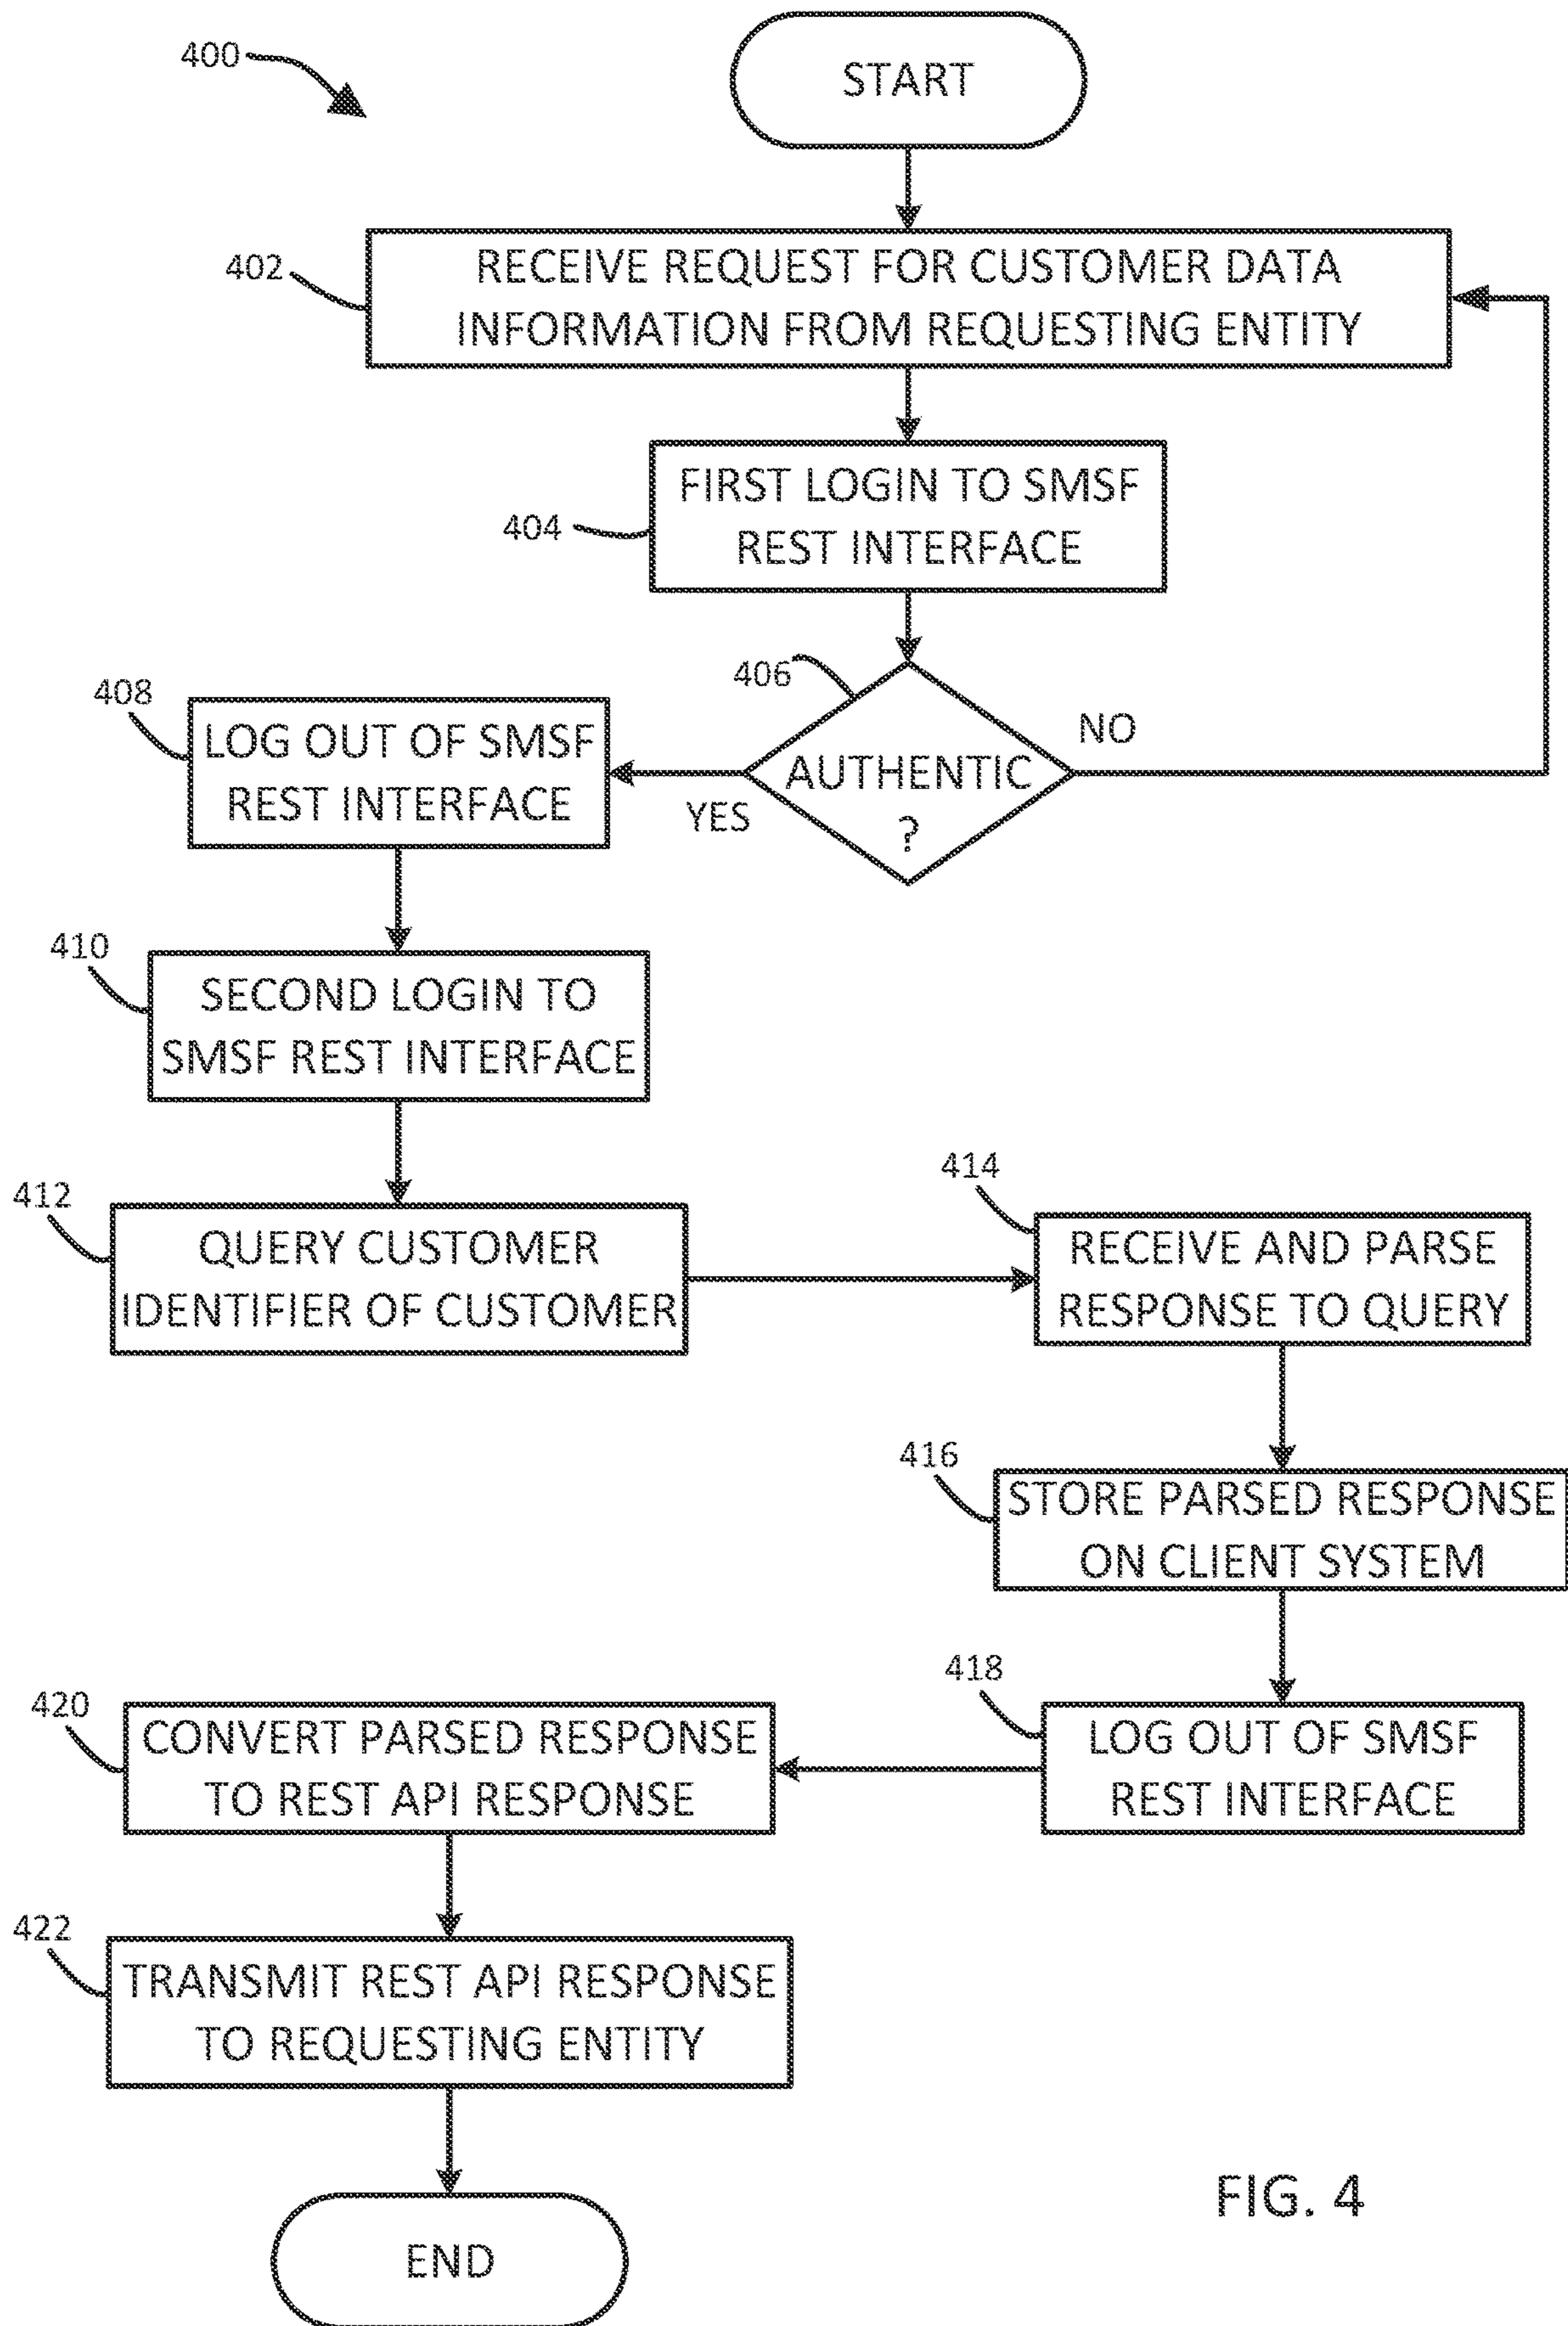 400
START
402
RECEIVE REQUEST FOR CUSTOMER DATA
INFORMATION FROM REQUESTING ENTITY
404
FIRST LOGIN TO SMSF
REST INTERFACE
406
AUTHENTIC
?
NO
YES
408
LOG OUT OF SMSF
REST INTERFACE
410
SECOND LOGIN TO
SMSF REST INTERFACE
412
QUERY CUSTOMER
IDENTIFIER OF CUSTOMER
414
RECEIVE AND PARSE
RESPONSE TO QUERY
416
STORE PARSED RESPONSE
ON CLIENT SYSTEM
418
LOG OUT OF SMSF
REST INTERFACE
420
CONVERT PARSED RESPONSE
TO REST API RESPONSE
422
TRANSMIT REST API RESPONSE
TO REQUESTING ENTITY
END
FIG. 4